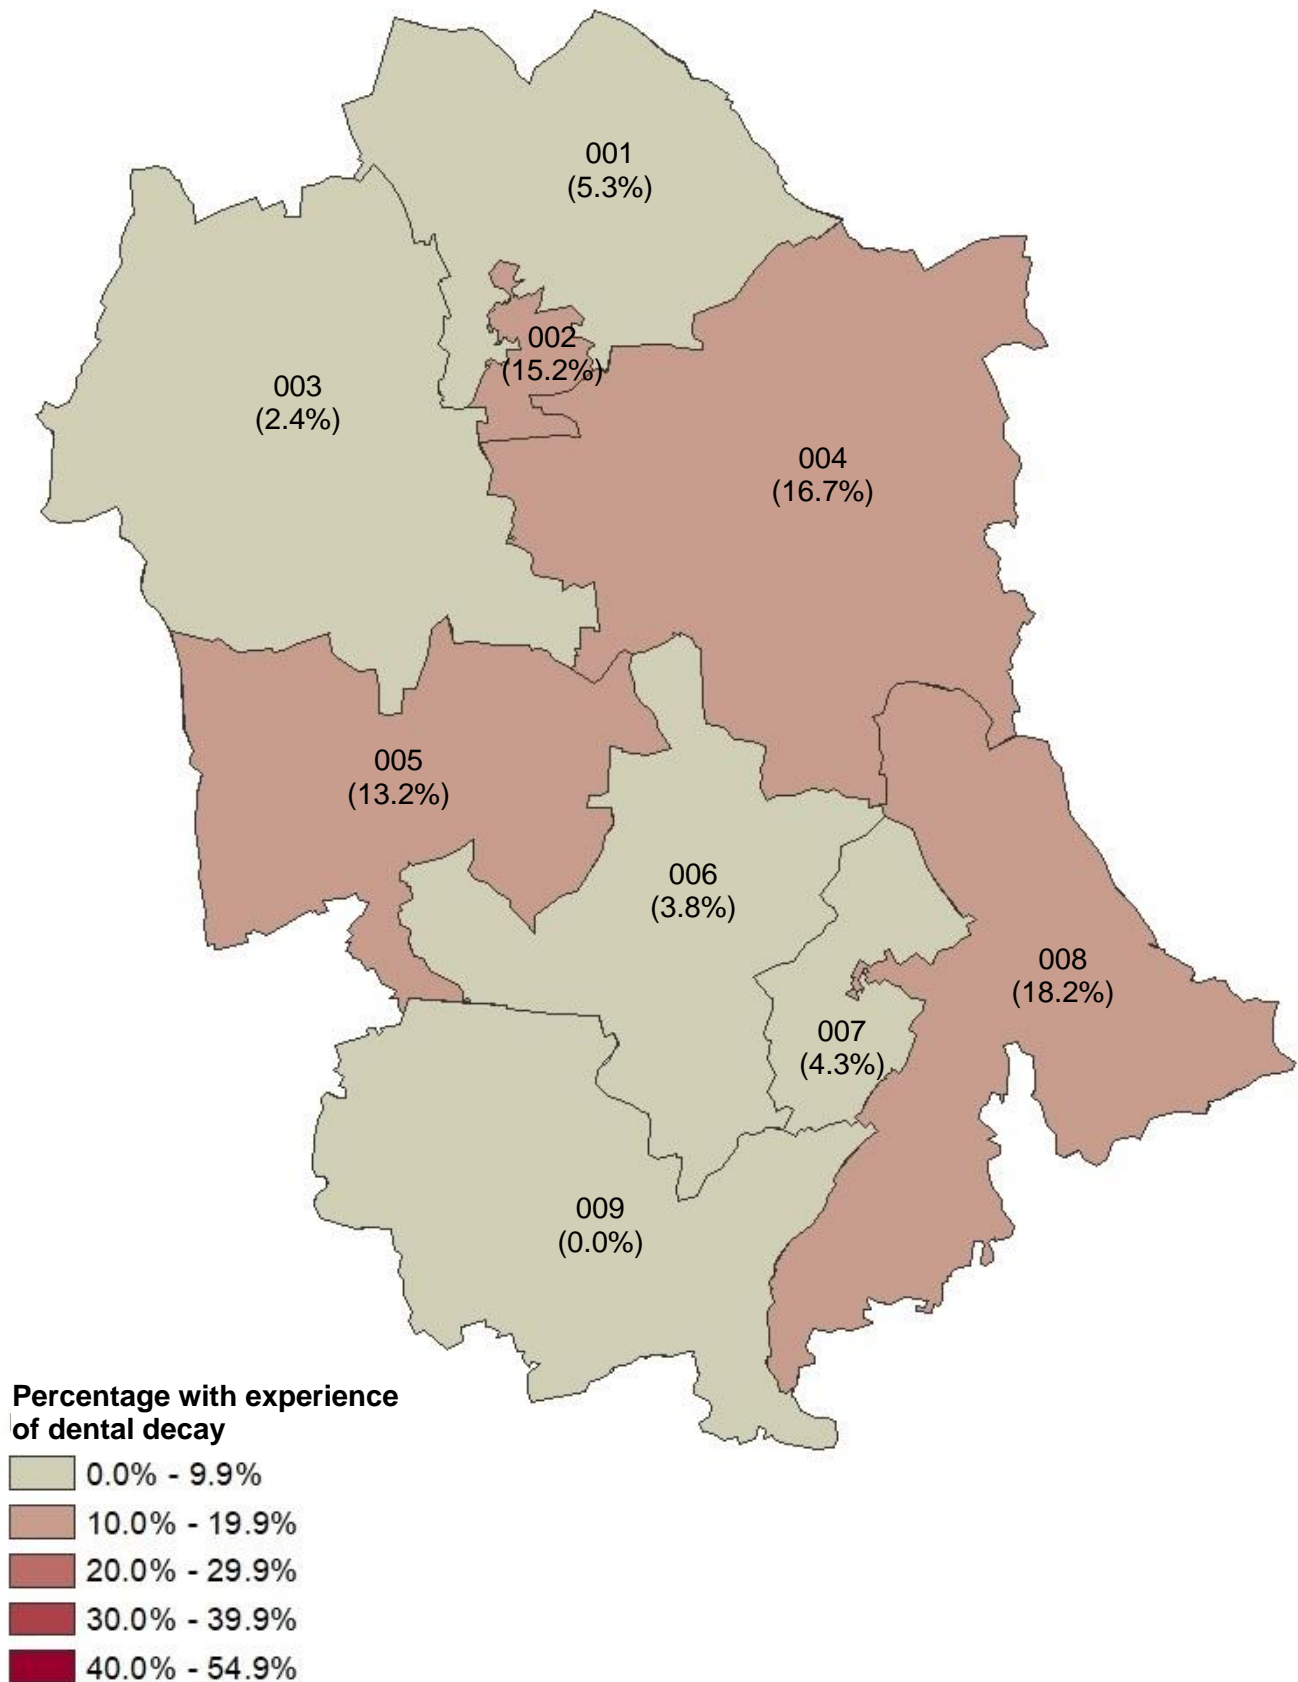 001
(5.3%)
002
(15.2%)
003
(2.4%)
004
(16.7%)
005
(13.2%)
006
(3.8%)
008
(18.2%)
007
(4.3%)
009
(0.0%)
Percentage with experience
of dental decay
0.0% - 9.9%
10.0% - 19.9%
20.0% - 29.9%
30.0% - 39.9%
40.0% - 54.9%